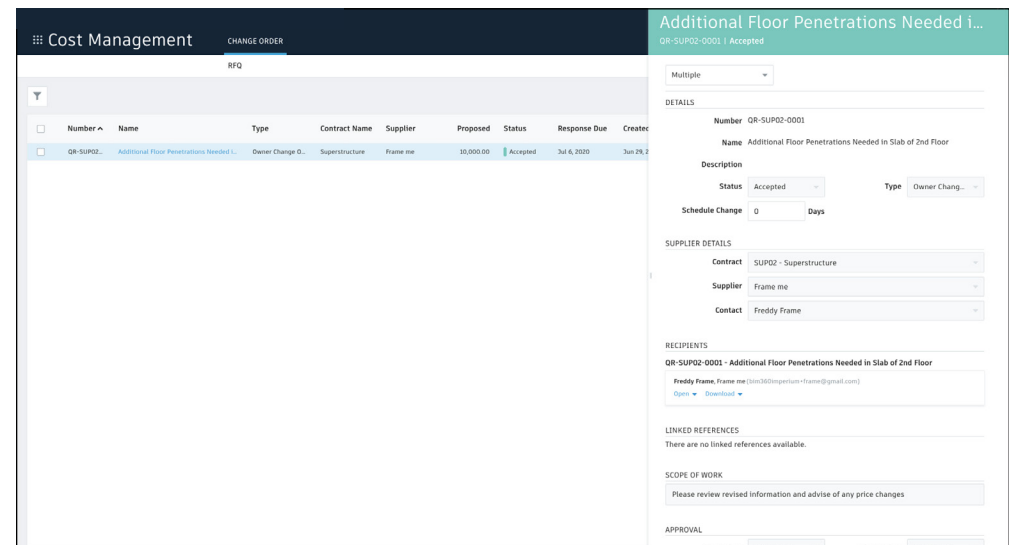 Cost Management
CHANGE ORDER
RFQ
Number Name Type Contract Name Supplier Proposed Status Response Due Created
QR-SUP02... Additional Floor Penetrations Needed i... Owner Change O... Superstructure Frame me 10,000.00 Accepted Jul 6, 2020 Jun 29, 2
Additional Floor Penetrations Needed i...
QR-SUP02-0001 | Accepted
Multiple
DETAILS
Number QR-SUP02-0001
Name Additional Floor Penetrations Needed in Slab of 2nd Floor
Description
Status Accepted Type Owner Chang...
Schedule Change 0 Days
SUPPLIER DETAILS
Contract SUP02 - Superstructure
Supplier Frame me
Contact Freddy Frame
RECIPIENTS
QR-SUP02-0001 - Additional Floor Penetrations Needed in Slab of 2nd Floor
Freddy Frame, Frame me (bim360imperium+frame@gmail.com)
Open Download
LINKED REFERENCES
There are no linked references available.
SCOPE OF WORK
Please review revised information and advise of any price changes
APPROVAL